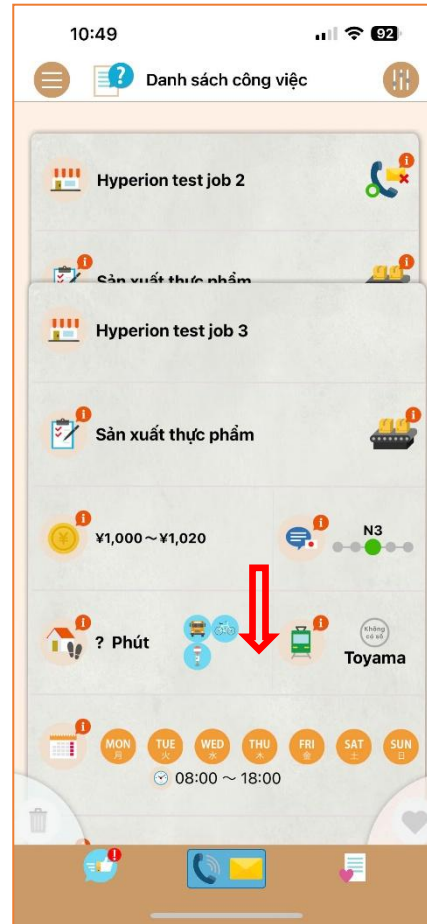 10:49
92
Danh sách công việc
Hyperion test job 2
Sản xuất thực phẩm
Hyperion test job 3
Sản xuất thực phẩm
¥1,000～¥1,020
N3
? Phút
Không có số
Toyama
MON 月 TUE 火 WED 水 THU 木 FRI 金 SAT 土 SUN 日
08:00 ～ 18:00